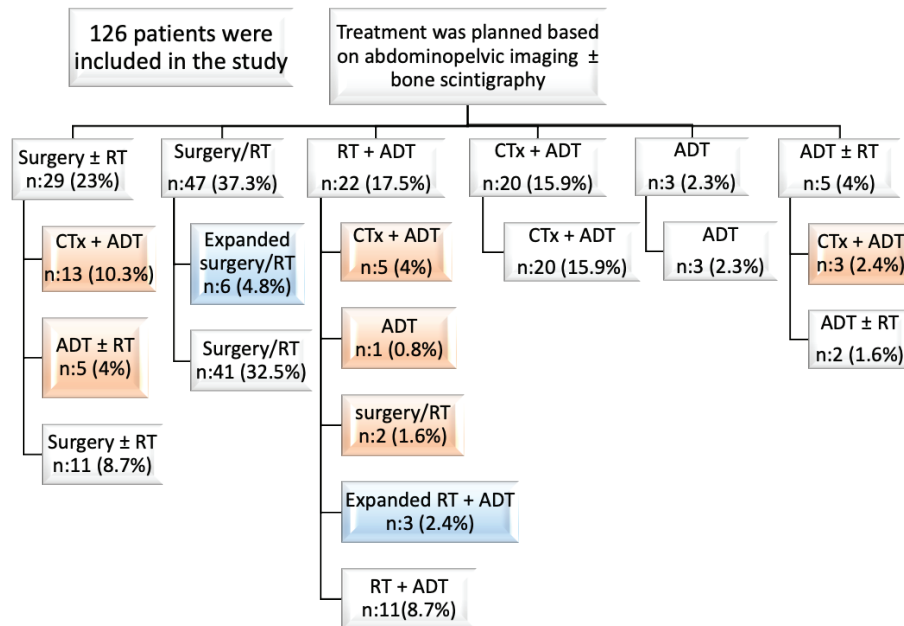 126 patients were
included in the study
Treatment was planned based
on abdominopelvic imaging ±
bone scintigraphy
Surgery ± RT
n:29 (23%)
CTx + ADT
n:13 (10.3%)
ADT ± RT
n:5 (4%)
Surgery ± RT
n:11 (8.7%)
Surgery/RT
n:47 (37.3%)
Expanded
surgery/RT
n:6 (4.8%)
Surgery/RT
n:41 (32.5%)
RT + ADT
n:22 (17.5%)
CTx + ADT
n:5 (4%)
ADT
n:1 (0.8%)
surgery/RT
n:2 (1.6%)
Expanded RT + ADT
n:3 (2.4%)
RT + ADT
n:11(8.7%)
CTx + ADT
n:20 (15.9%)
CTx + ADT
n:20 (15.9%)
ADT
n:3 (2.3%)
ADT
n:3 (2.3%)
ADT ± RT
n:5 (4%)
CTx + ADT
n:3 (2.4%)
ADT ± RT
n:2 (1.6%)